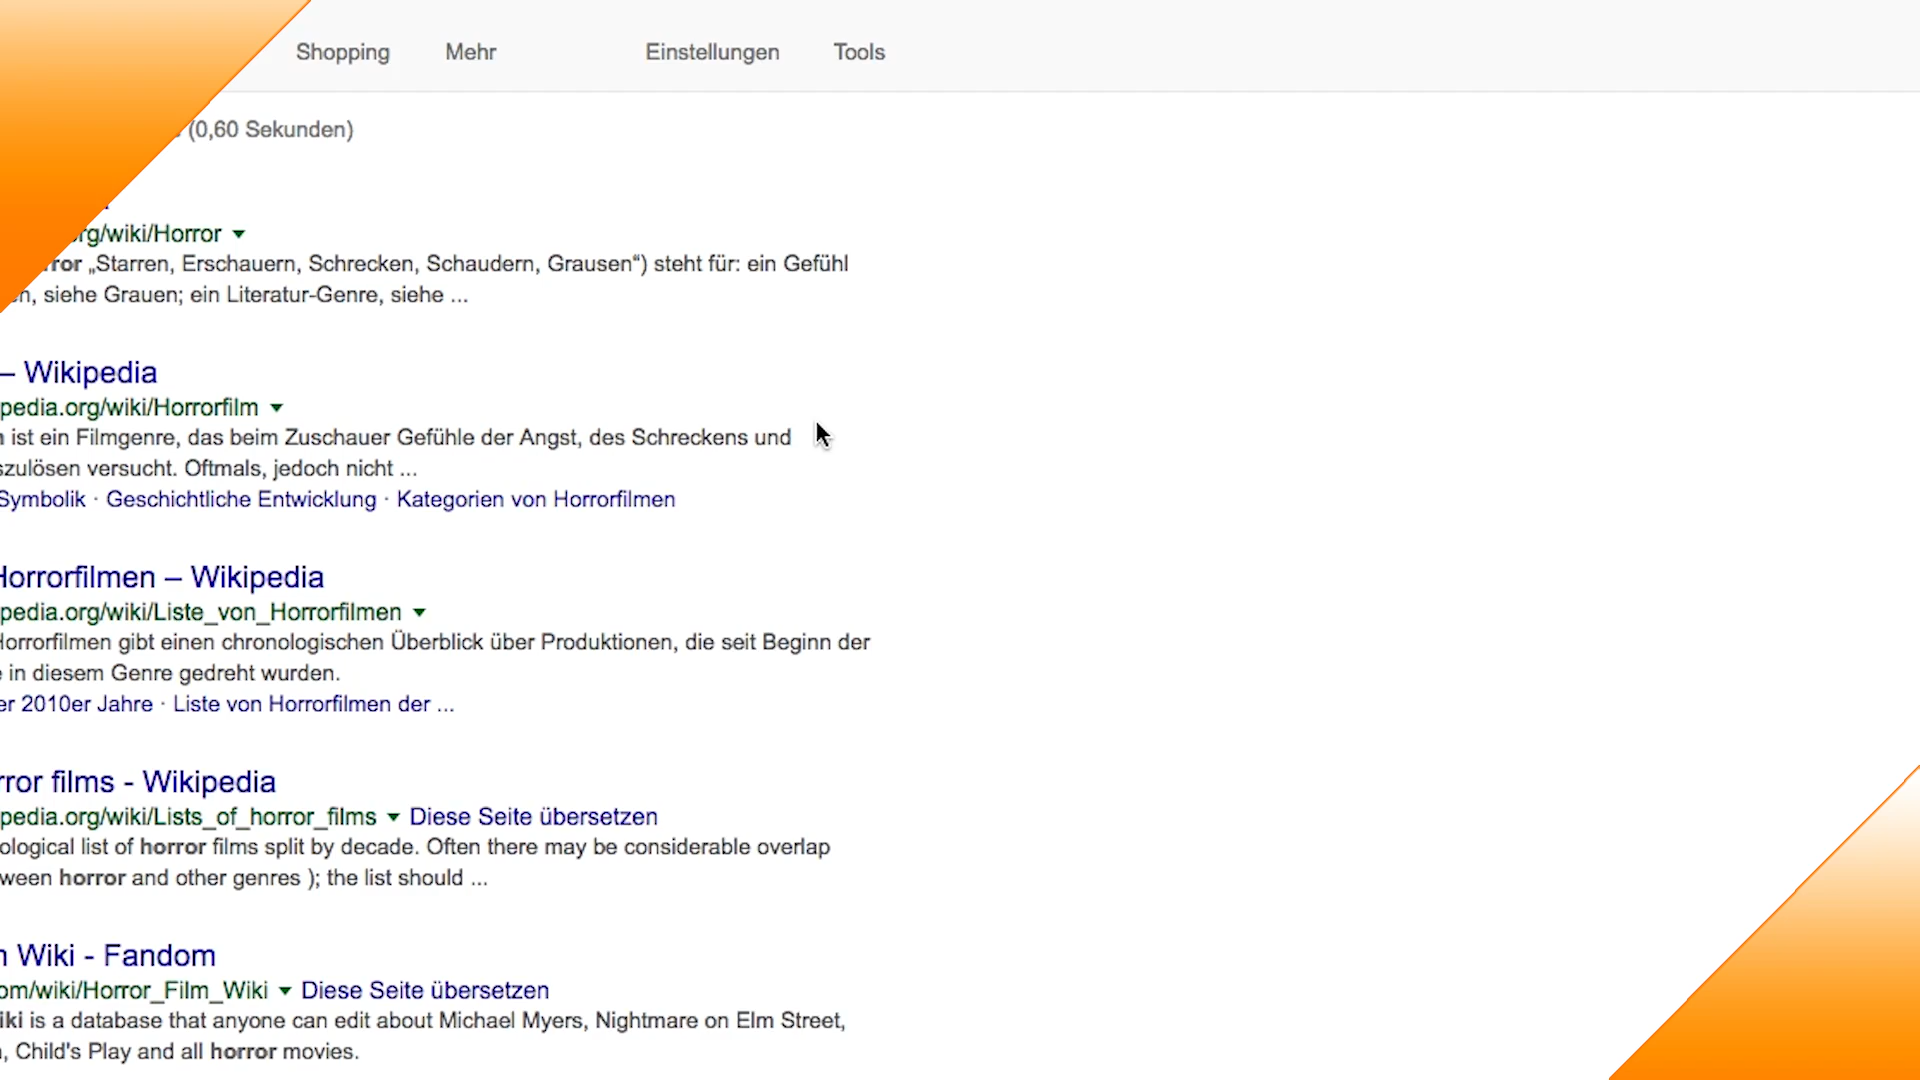 Shopping Mehr Einstellungen Tools
(0,60 Sekunden)
org/wiki/Horror
„Starren, Erschauern, Schrecken, Schaudern, Grausen“) steht für: ein Gefühl
siehe Grauen; ein Literatur-Genre, siehe ...
– Wikipedia
pedia.org/wiki/Horrorfilm
ist ein Filmgenre, das beim Zuschauer Gefühle der Angst, des Schreckens und
szulösen versucht. Oftmals, jedoch nicht ...
Symbolik · Geschichtliche Entwicklung · Kategorien von Horrorfilmen
Horrorfilmen – Wikipedia
pedia.org/wiki/Liste_von_Horrorfilmen
Horrorfilmen gibt einen chronologischen Überblick über Produktionen, die seit Beginn der
in diesem Genre gedreht wurden.
er 2010er Jahre · Liste von Horrorfilmen der ...
rror films - Wikipedia
pedia.org/wiki/Lists_of_horror_films Diese Seite übersetzen
ological list of horror films split by decade. Often there may be considerable overlap
ween horror and other genres ); the list should ...
Wiki - Fandom
om/wiki/Horror_Film_Wiki Diese Seite übersetzen
iki is a database that anyone can edit about Michael Myers, Nightmare on Elm Street,
, Child's Play and all horror movies.